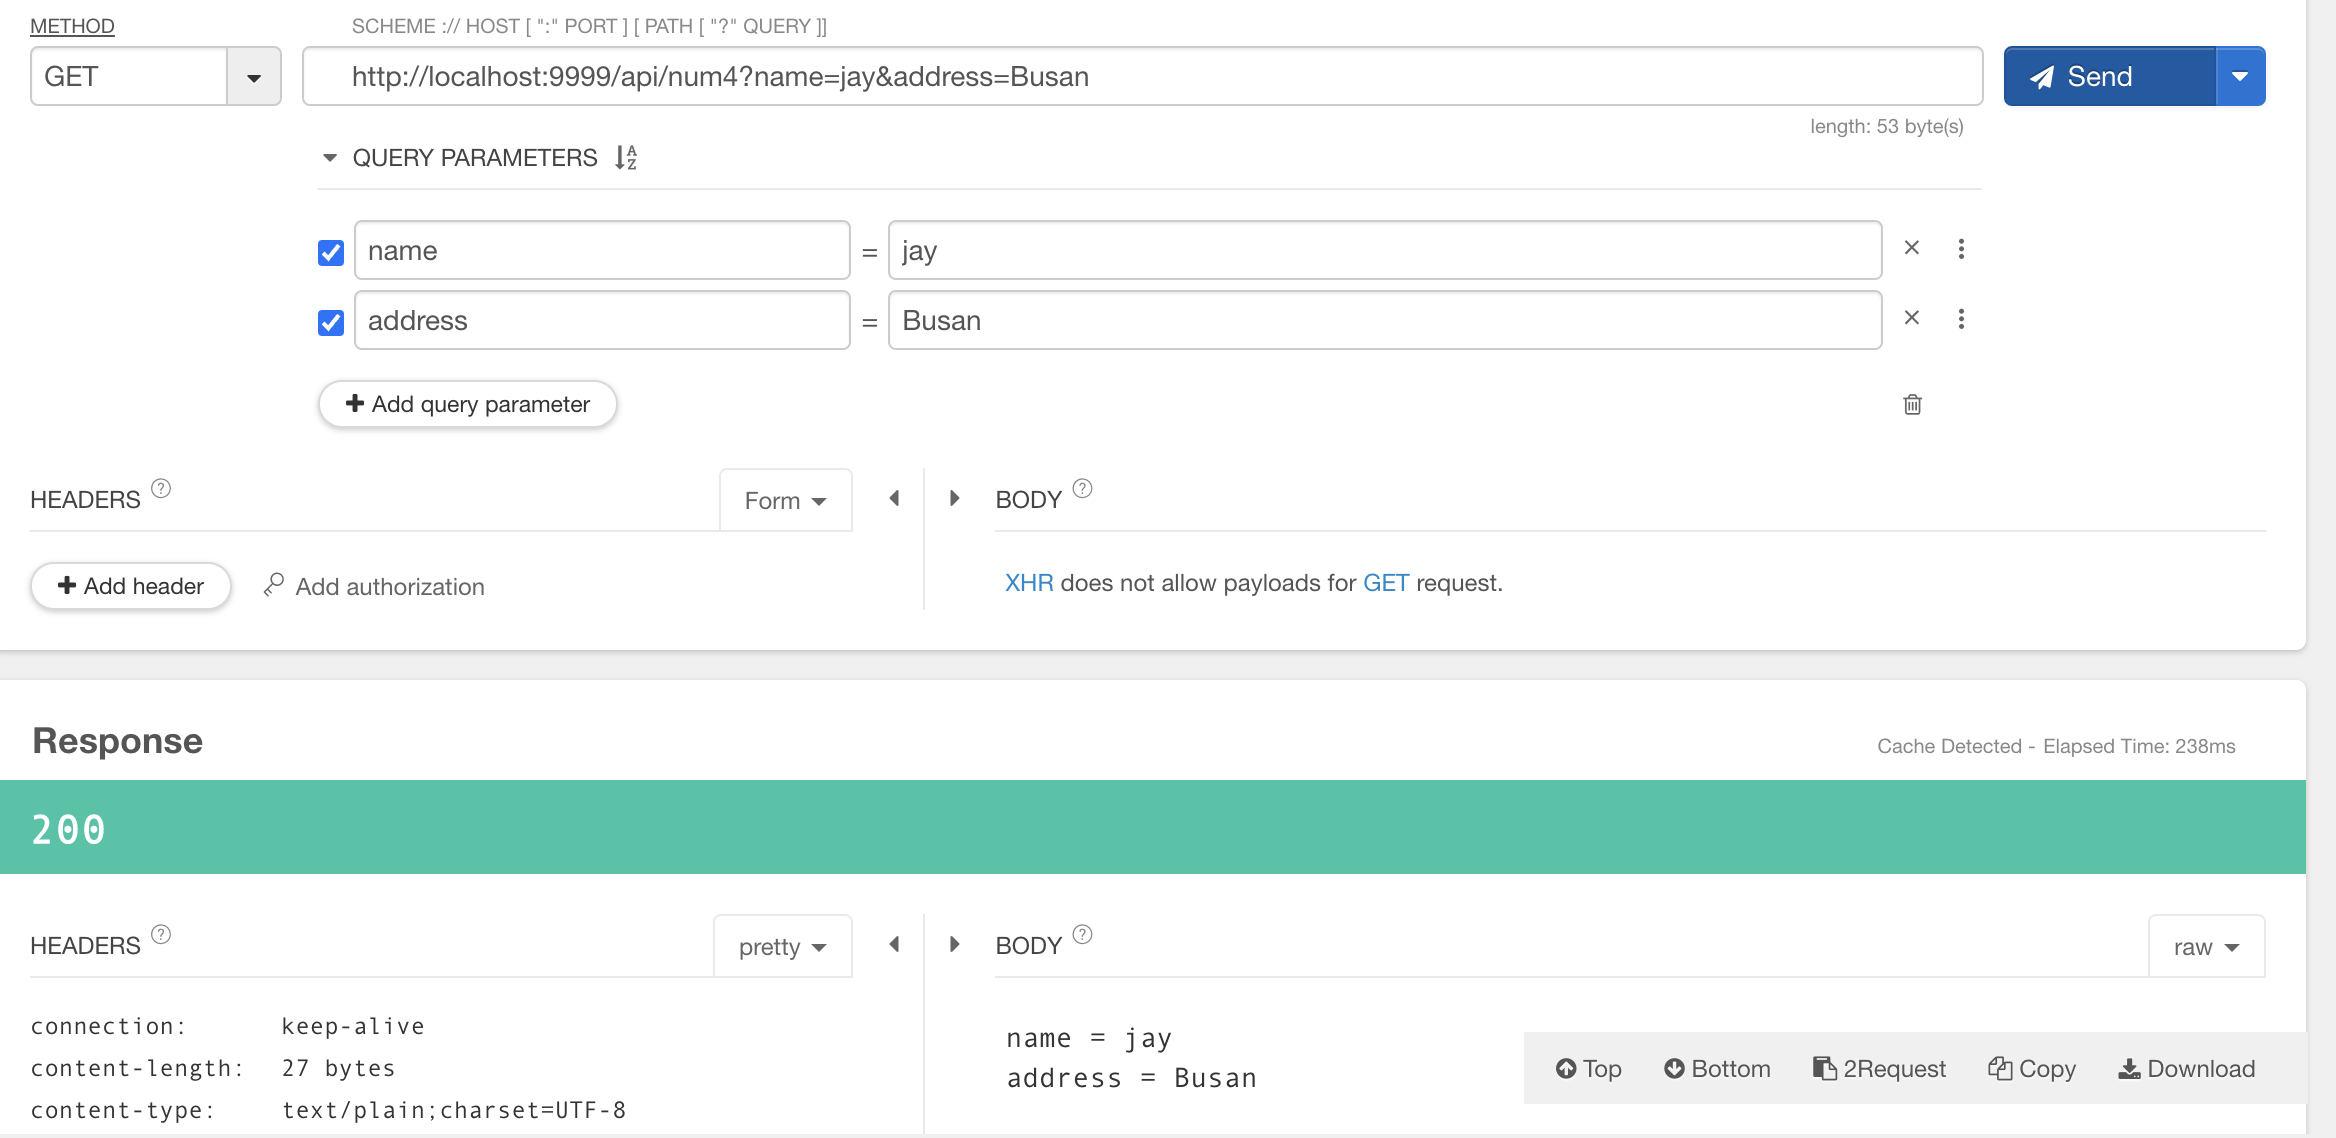 METHOD
SCHEME :// HOST [ ":" PORT ] [ PATH [ "?" QUERY ]]
GET
http://localhost:9999/api/num4?name=jay&address=Busan
Send
length: 53 byte(s)
QUERY PARAMETERS
name = jay
address = Busan
Add query parameter
HEADERS
Form
BODY
Add header
Add authorization
XHR does not allow payloads for GET request.
Response
Cache Detected - Elapsed Time: 238ms
200
HEADERS
pretty
BODY
raw
connection: keep-alive
content-length: 27 bytes
content-type: text/plain;charset=UTF-8
name = jay
address = Busan
Top Bottom 2Request Copy Download